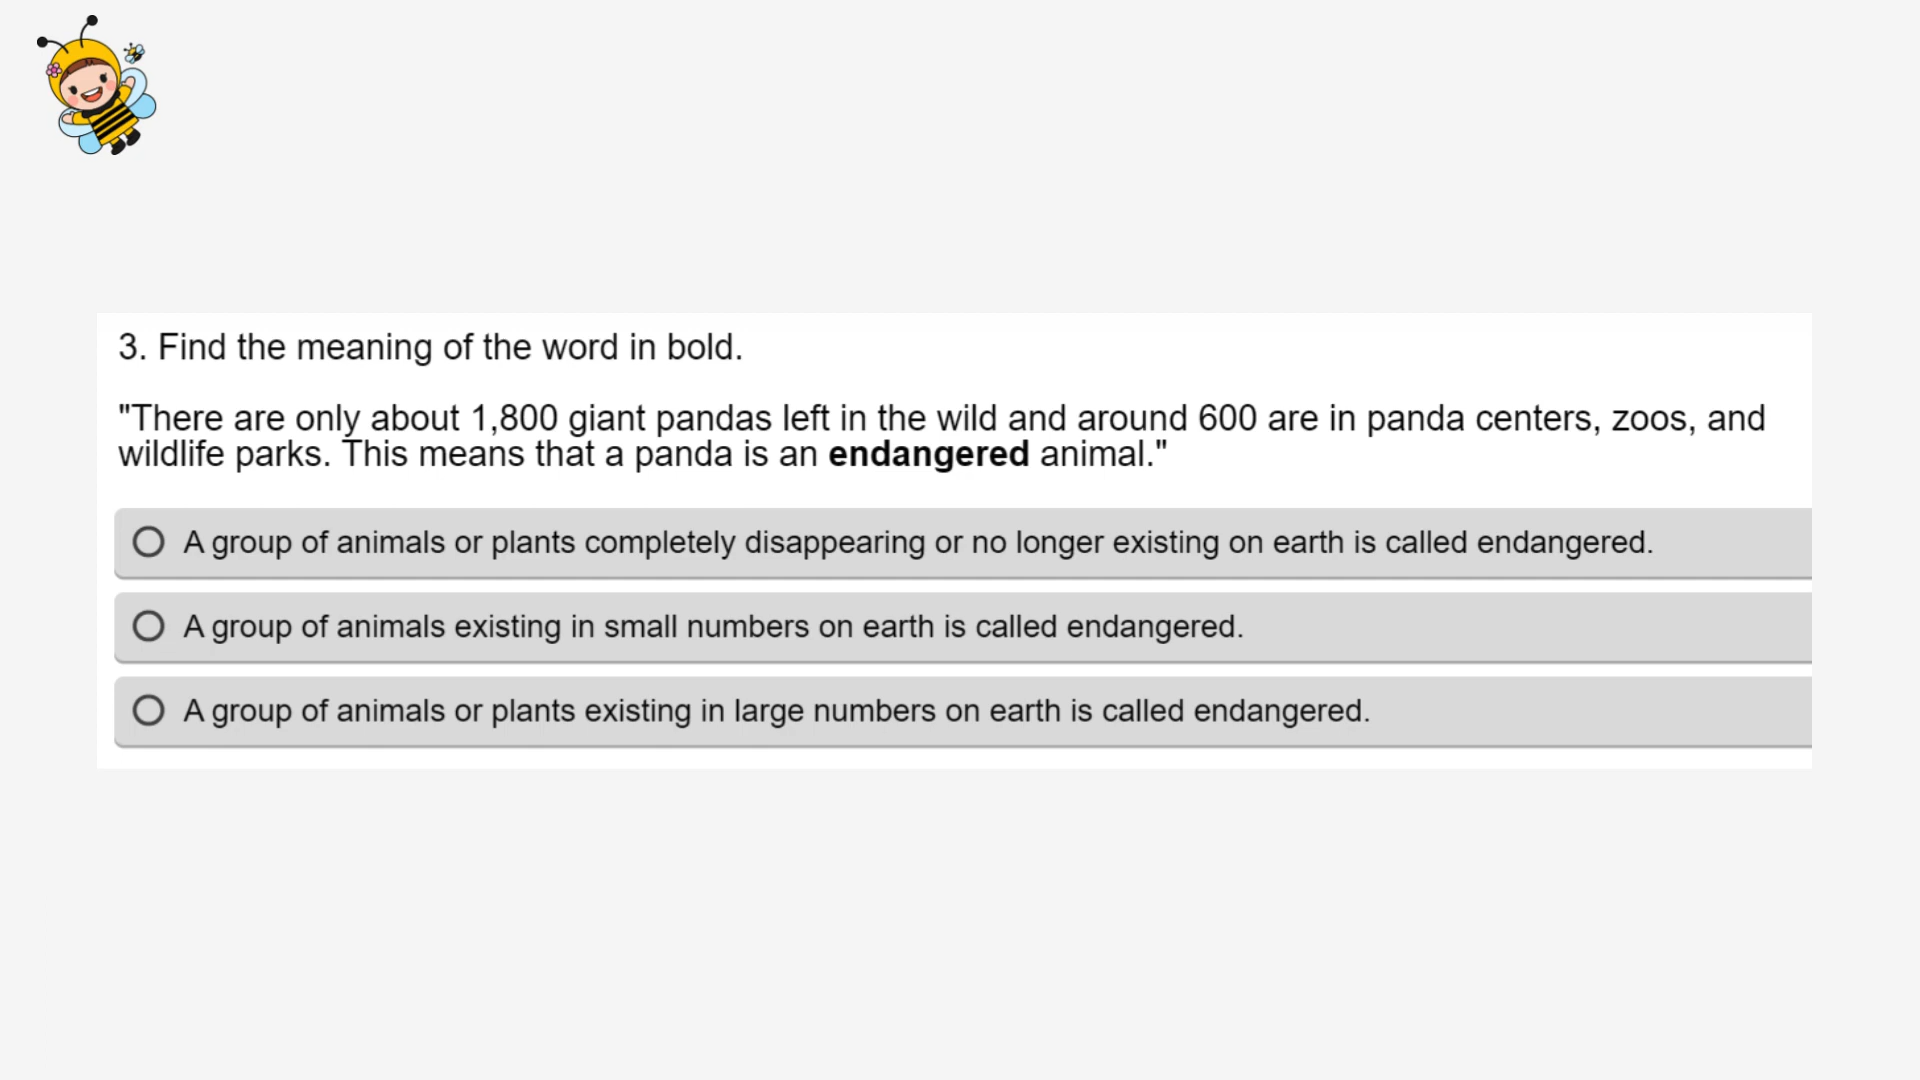 3. Find the meaning of the word in bold.
"There are only about 1,800 giant pandas left in the wild and around 600 are in panda centers, zoos, and
wildlife parks. This means that a panda is an endangered animal."
A group of animals or plants completely disappearing or no longer existing on earth is called endangered.
A group of animals existing in small numbers on earth is called endangered.
A group of animals or plants existing in large numbers on earth is called endangered.